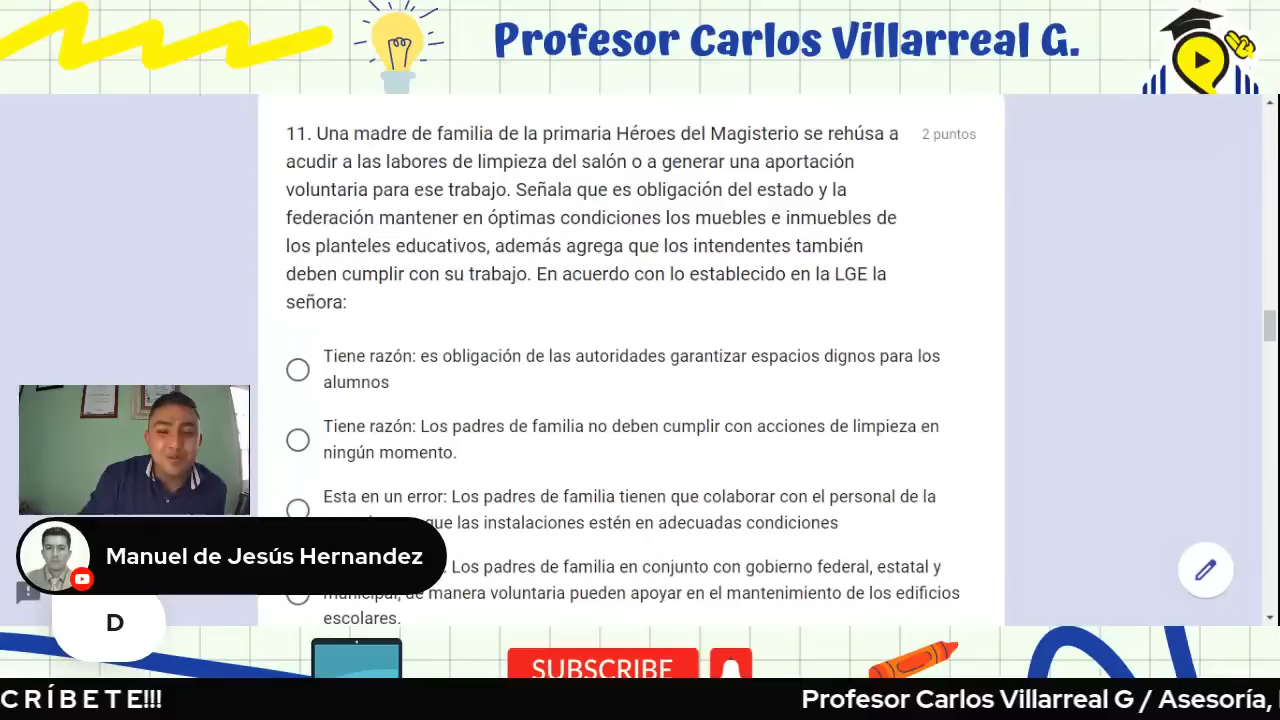 Profesor Carlos Villarreal G.
11. Una madre de familia de la primaria Héroes del Magisterio se rehúsa a
2 puntos
acudir a las labores de limpieza del salón o a generar una aportación
voluntaria para ese trabajo. Señala que es obligación del estado y la
federación mantener en óptimas condiciones los muebles e inmuebles de
los planteles educativos, además agrega que los intendentes también
deben cumplir con su trabajo. En acuerdo con lo establecido en la LGE la
señora:
Tiene razón: es obligación de las autoridades garantizar espacios dignos para los
alumnos
Tiene razón: Los padres de familia no deben cumplir con acciones de limpieza en
ningún momento.
Esta en un error: Los padres de familia tienen que colaborar con el personal de la
que las instalaciones estén en adecuadas condiciones
Los padres de familia en conjunto con gobierno federal, estatal y
municipal, de manera voluntaria pueden apoyar en el mantenimiento de los edificios
escolares.
Manuel de Jesús Hernandez
D
SUBSCRIBE
CRÍBETE!!!
Profesor Carlos Villarreal G / Asesoría,